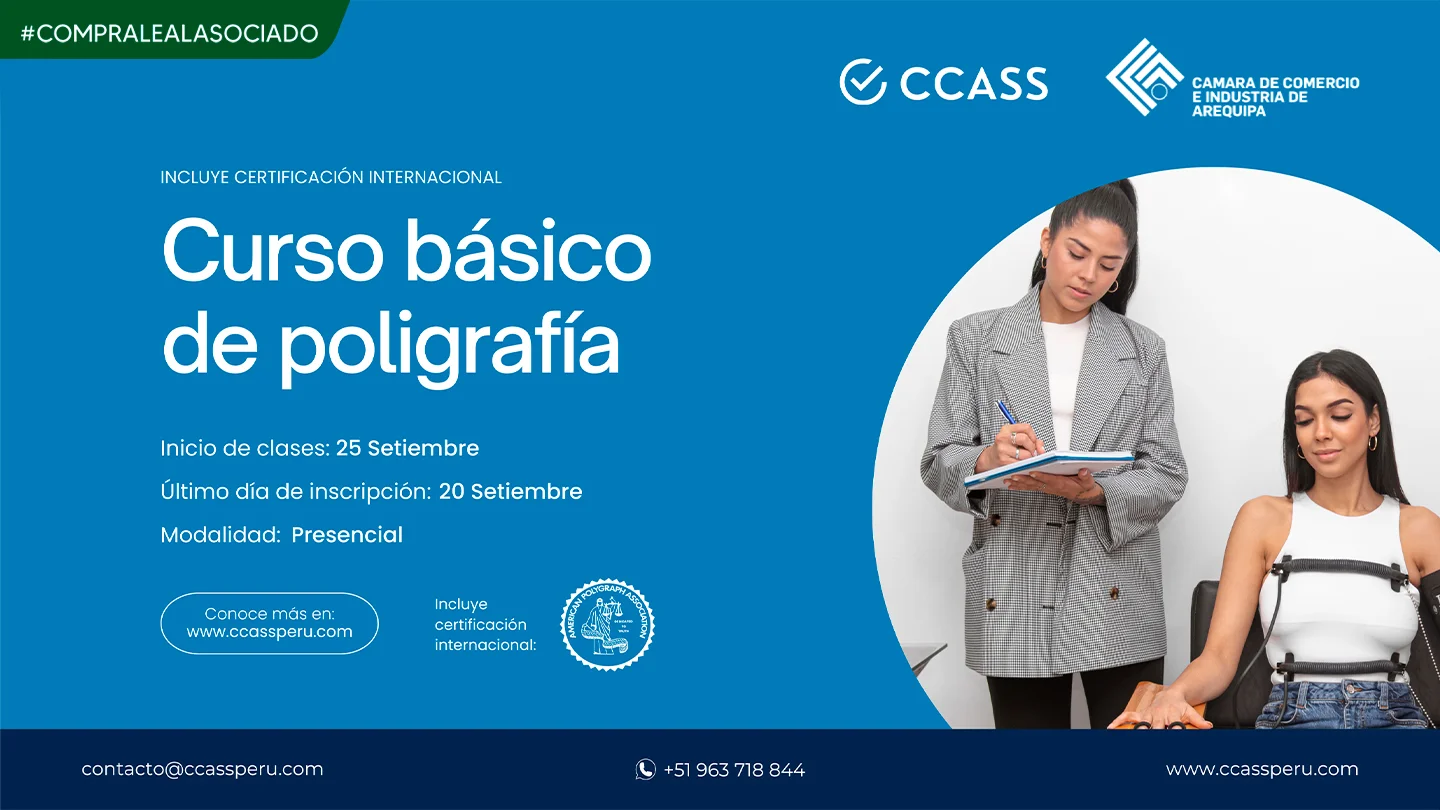 #COMPRALEALASOCIADO
CCASS
CAMARA DE COMERCIO
E INDUSTRIA DE
AREQUIPA
INCLUYE CERTIFICACIÓN INTERNACIONAL
Curso básico
de poligrafía
Inicio de clases: 25 Setiembre
Último día de inscripción: 20 Setiembre
Modalidad: Presencial
Conoce más en:
www.ccassperu.com
Incluye
certificación
internacional:
AMERICAN POLYGRAPH ASSOCIATION
contacto@ccassperu.com
+51 963 718 844
www.ccassperu.com